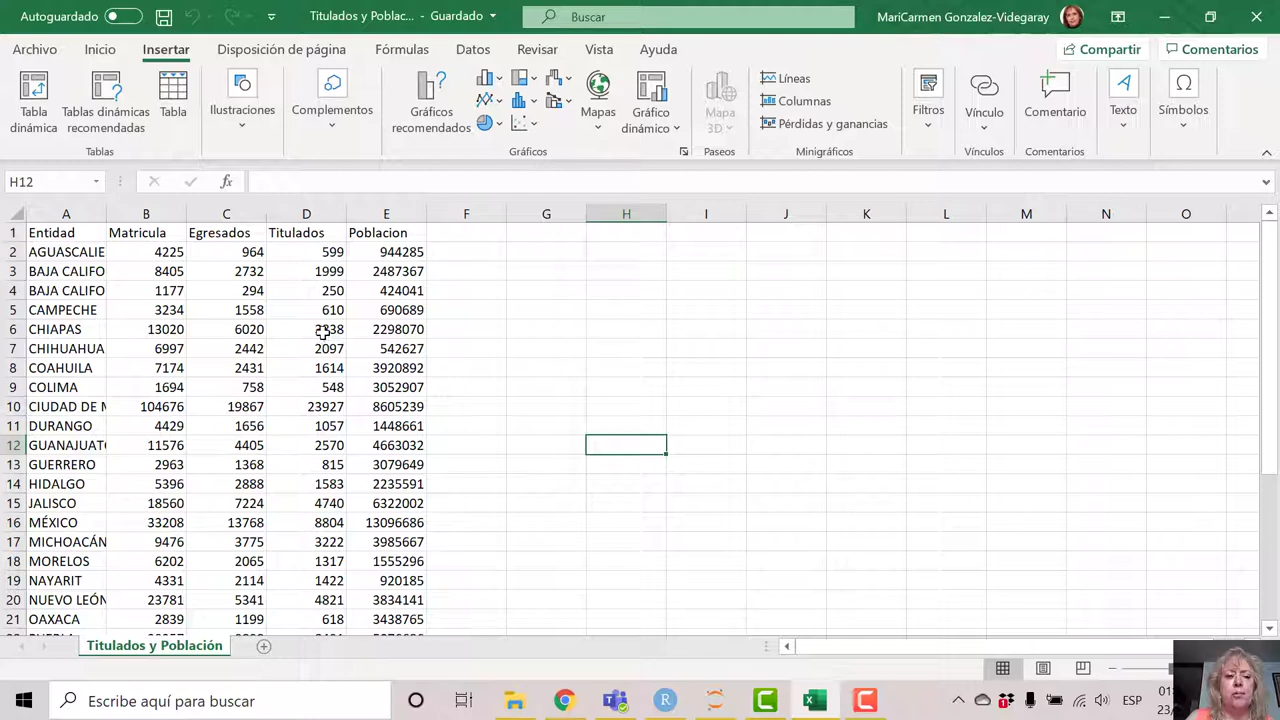 Autoguardado Titulados y Poblac... - Guardado Buscar MariCarmen Gonzalez-Videgaray
Archivo Inicio Insertar Disposición de página Fórmulas Datos Revisar Vista Ayuda Compartir Comentarios
Tabla dinámica
Tablas dinámicas recomendadas
Tabla
Ilustraciones
Complementos
Gráficos recomendados
Mapas
Gráfico dinámico
Mapa 3D
Líneas
Columnas
Pérdidas y ganancias
Filtros
Vínculo
Comentario
Texto
Símbolos
Tablas Gráficos Paseos Minigráficos Vínculos Comentarios
H12 fx
A B C D E F G H I J K L M N O
1 Entidad Matricula Egresados Titulados Poblacion
2 AGUASCALIE 4225 964 599 944285
3 BAJA CALIFO 8405 2732 1999 2487367
4 BAJA CALIFO 1177 294 250 424041
5 CAMPECHE 3234 1558 610 690689
6 CHIAPAS 13020 6020 2298070
7 CHIHUAHUA 6997 2442 2097 542627
8 COAHUILA 7174 2431 1614 3920892
9 COLIMA 1694 758 548 3052907
10 CIUDAD DE M 104676 19867 23927 8605239
11 DURANGO 4429 1656 1057 1448661
12 GUANAJUATO 11576 4405 2570 4663032
13 GUERRERO 2963 1368 815 3079649
14 HIDALGO 5396 2888 1583 2235591
15 JALISCO 18560 7224 4740 6322002
16 MÉXICO 33208 13768 8804 13096686
17 MICHOACÁN 9476 3775 3222 3985667
18 MORELOS 6202 2065 1317 1555296
19 NAYARIT 4331 2114 1422 920185
20 NUEVO LEÓN 23781 5341 4821 3834141
21 OAXACA 2839 1199 618 3438765
Titulados y Población
Escribe aquí para buscar R ESP